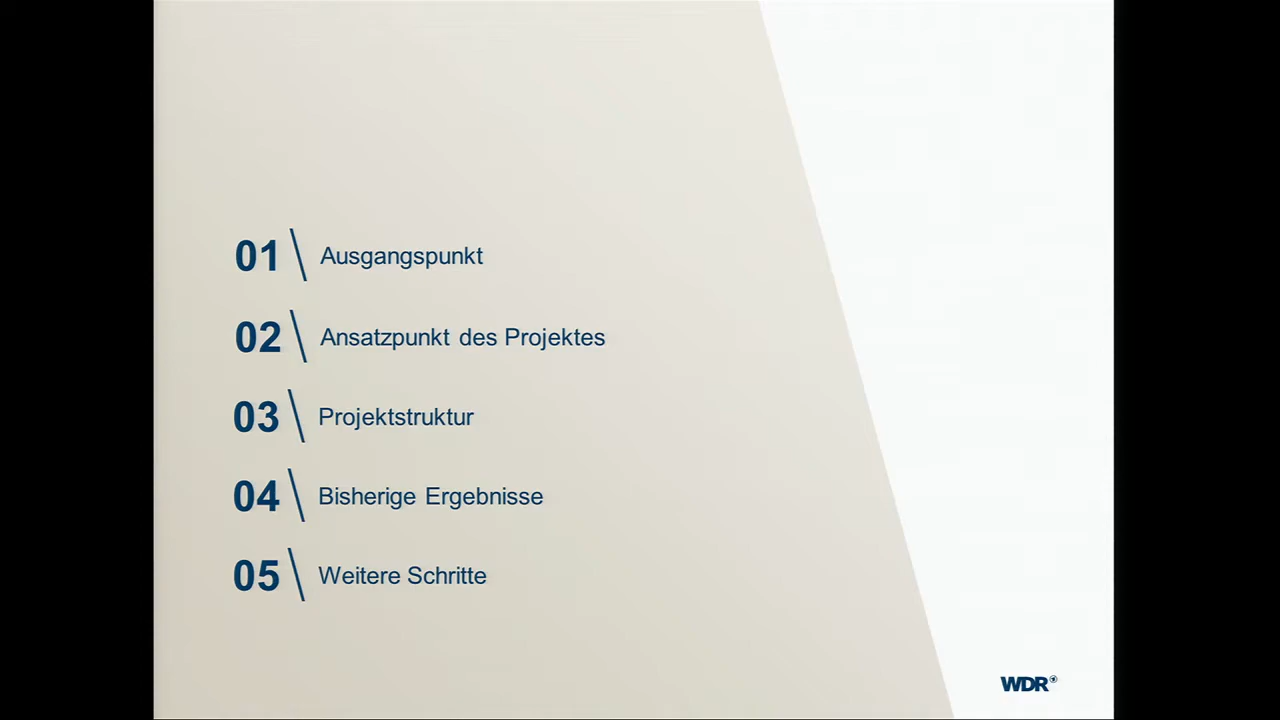 01 \ Ausgangspunkt
02 \ Ansatzpunkt des Projektes
03 \ Projektstruktur
04 \ Bisherige Ergebnisse
05 \ Weitere Schritte
WDR